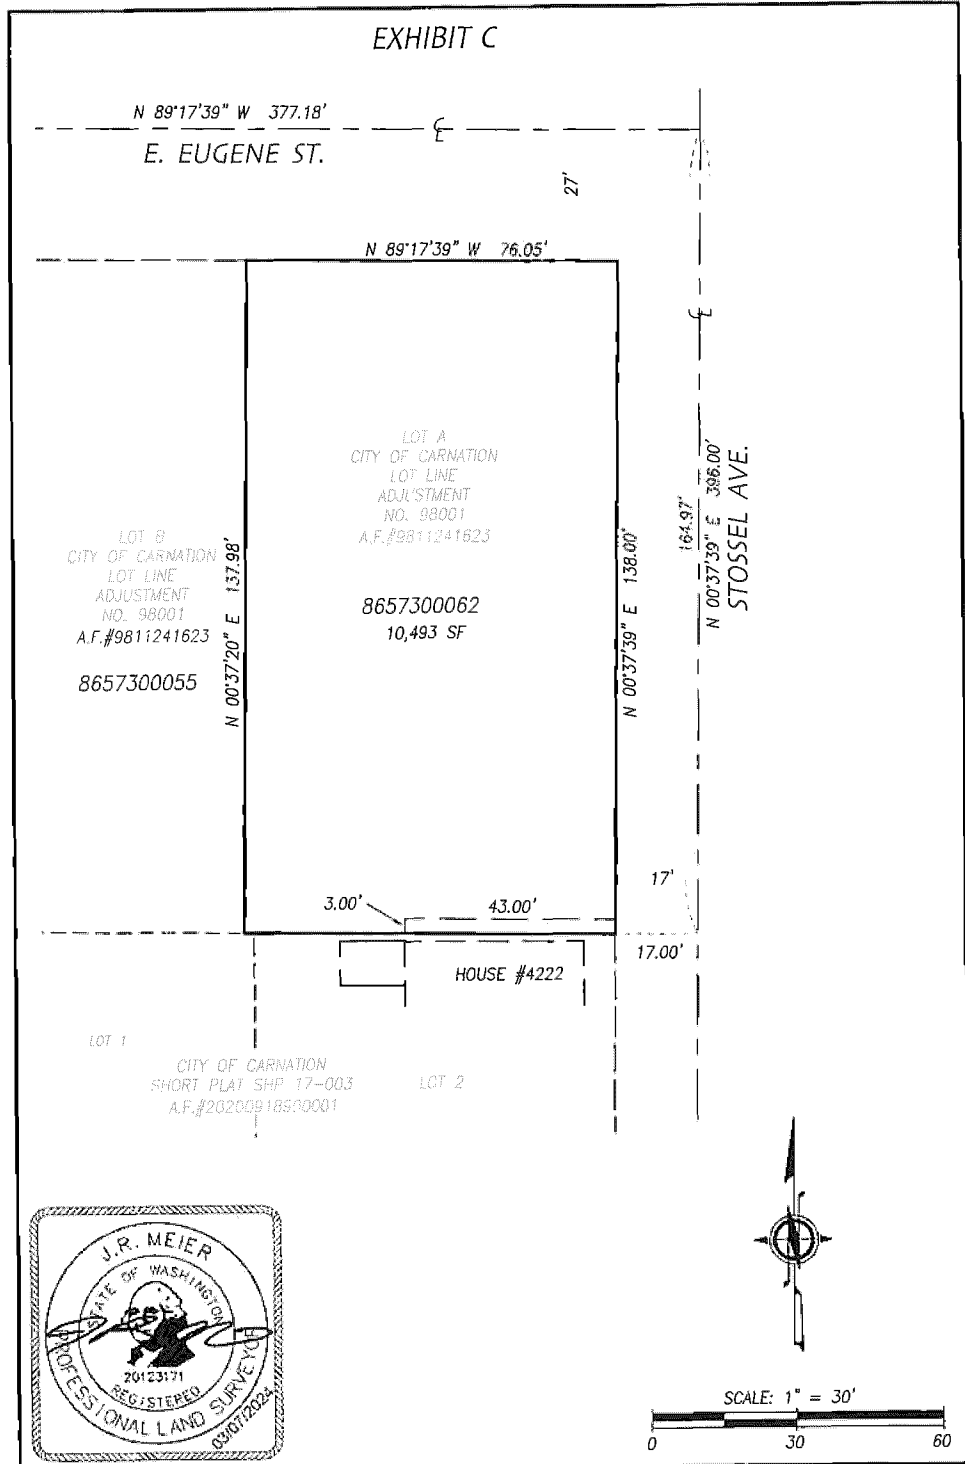 EXHIBIT C
N 89°17'39" W 377.18'
E. EUGENE ST.
27'
N 89°17'39" W 76.05'
LOT A
CITY OF CARNATION
LOT LINE
ADJUSTMENT
NO. 98001
A.F.#9811241623
8657300062
10,493 SF
LOT B
CITY OF CARNATION
LOT LINE
ADJUSTMENT
NO. 98001
A.F.#9811241623
8657300055
N 00°37'20" E 137.98'
N 00°37'39" E 138.00'
164.97'
N 00°37'39" E 396.00'
STOSSEL AVE.
3.00'
43.00'
17'
17.00'
HOUSE #4222
LOT 1
CITY OF CARNATION
SHORT PLAT SHP 17-003
LOT 2
J.R. MEIER
STATE OF WASHINGTON
20123171
REGISTERED
PROFESSIONAL LAND SURVEYOR
03/07/2024
SCALE: 1" = 30'
0 30 60